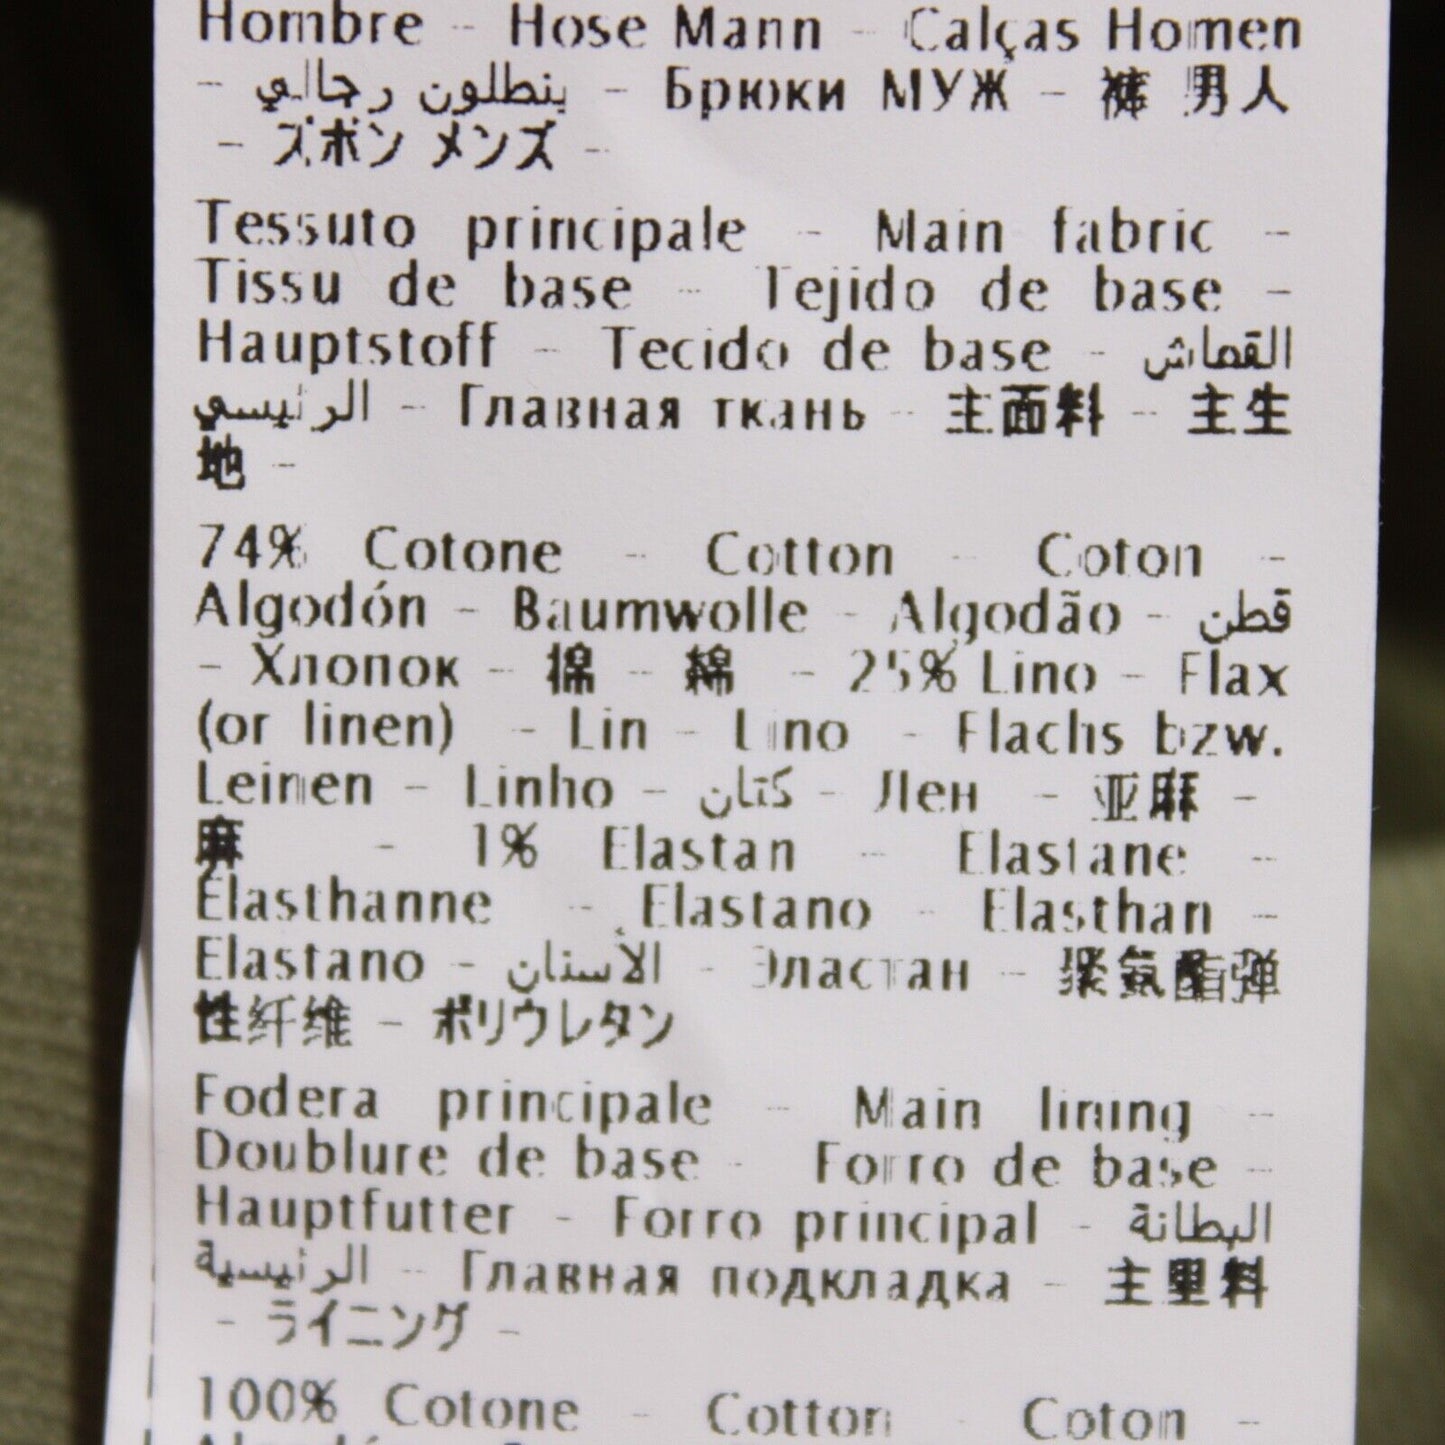 Hombre - Hose Mann - Calças Homen
- بنطلون رجالي - Брюки МУЖ - 裤 男人
- ズボン メンズ -
Tessuto principale - Main fabric -
Tissu de base - Tejido de base -
Hauptstoff - Tecido de base - القماش
الرئيسي - Главная ткань - 主面料 - 主生
地 -
74% Cotone - Cotton - Coton -
Algodón - Baumwolle - Algodão - قطن
- Хлопок - 棉 - 綿 - 25% Lino - Flax
(or linen) - Lin - Lino - Flachs bzw.
Leinen - Linho - كتان - Лен - 亚麻 -
麻 - 1% Elastan - Elastane -
Elasthanne - Elastano - Elasthan -
Elastano - الأستان - Эластан - 聚氨酯弹
性纤维 - ポリウレタン
Fodera principale - Main lining -
Doublure de base - Forro de base -
Hauptfutter - Forro principal - البطانة
الرئيسية - Главная подкладка - 主里料
- ライニング -
100% Cotone - Cotton - Coton -